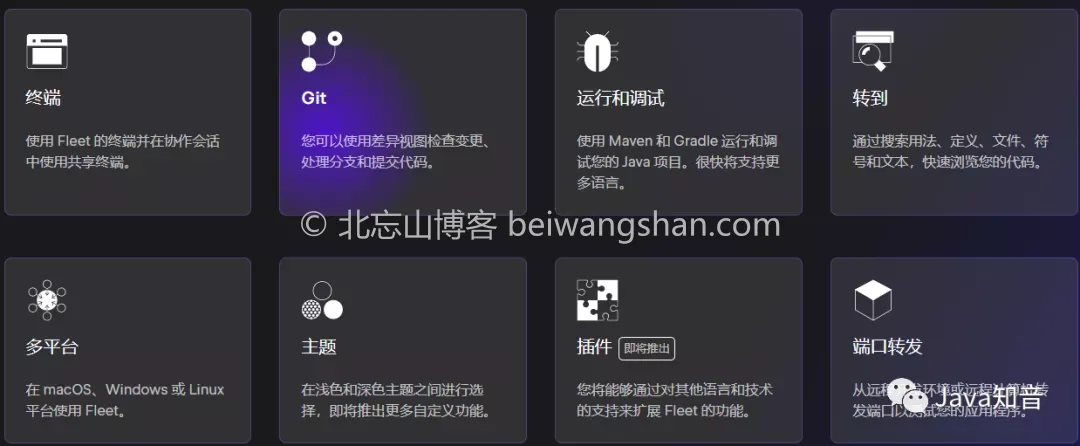 终端
使用 Fleet 的终端并在协作会话
中使用共享终端。
Git
您可以使用差异视图检查变更、
处理分支和提交代码。
运行和调试
使用 Maven 和 Gradle 运行和调
试您的 Java 项目。很快将支持更
多语言。
转到
通过搜索用法、定义、文件、符
号和文本，快速浏览您的代码。
© 北忘山博客 beiwangshan.com
多平台
在 macOS、Windows 或 Linux
平台使用 Fleet。
主题
在浅色和深色主题之间进行选
择，即将推出更多自定义功能。
插件 即将推出
您将能够通过对其他语言和技术
的支持来扩展 Fleet 的功能。
端口转发
从远程开发环境或远程计算机转
发端口以测试您的应用程序。
Java知音